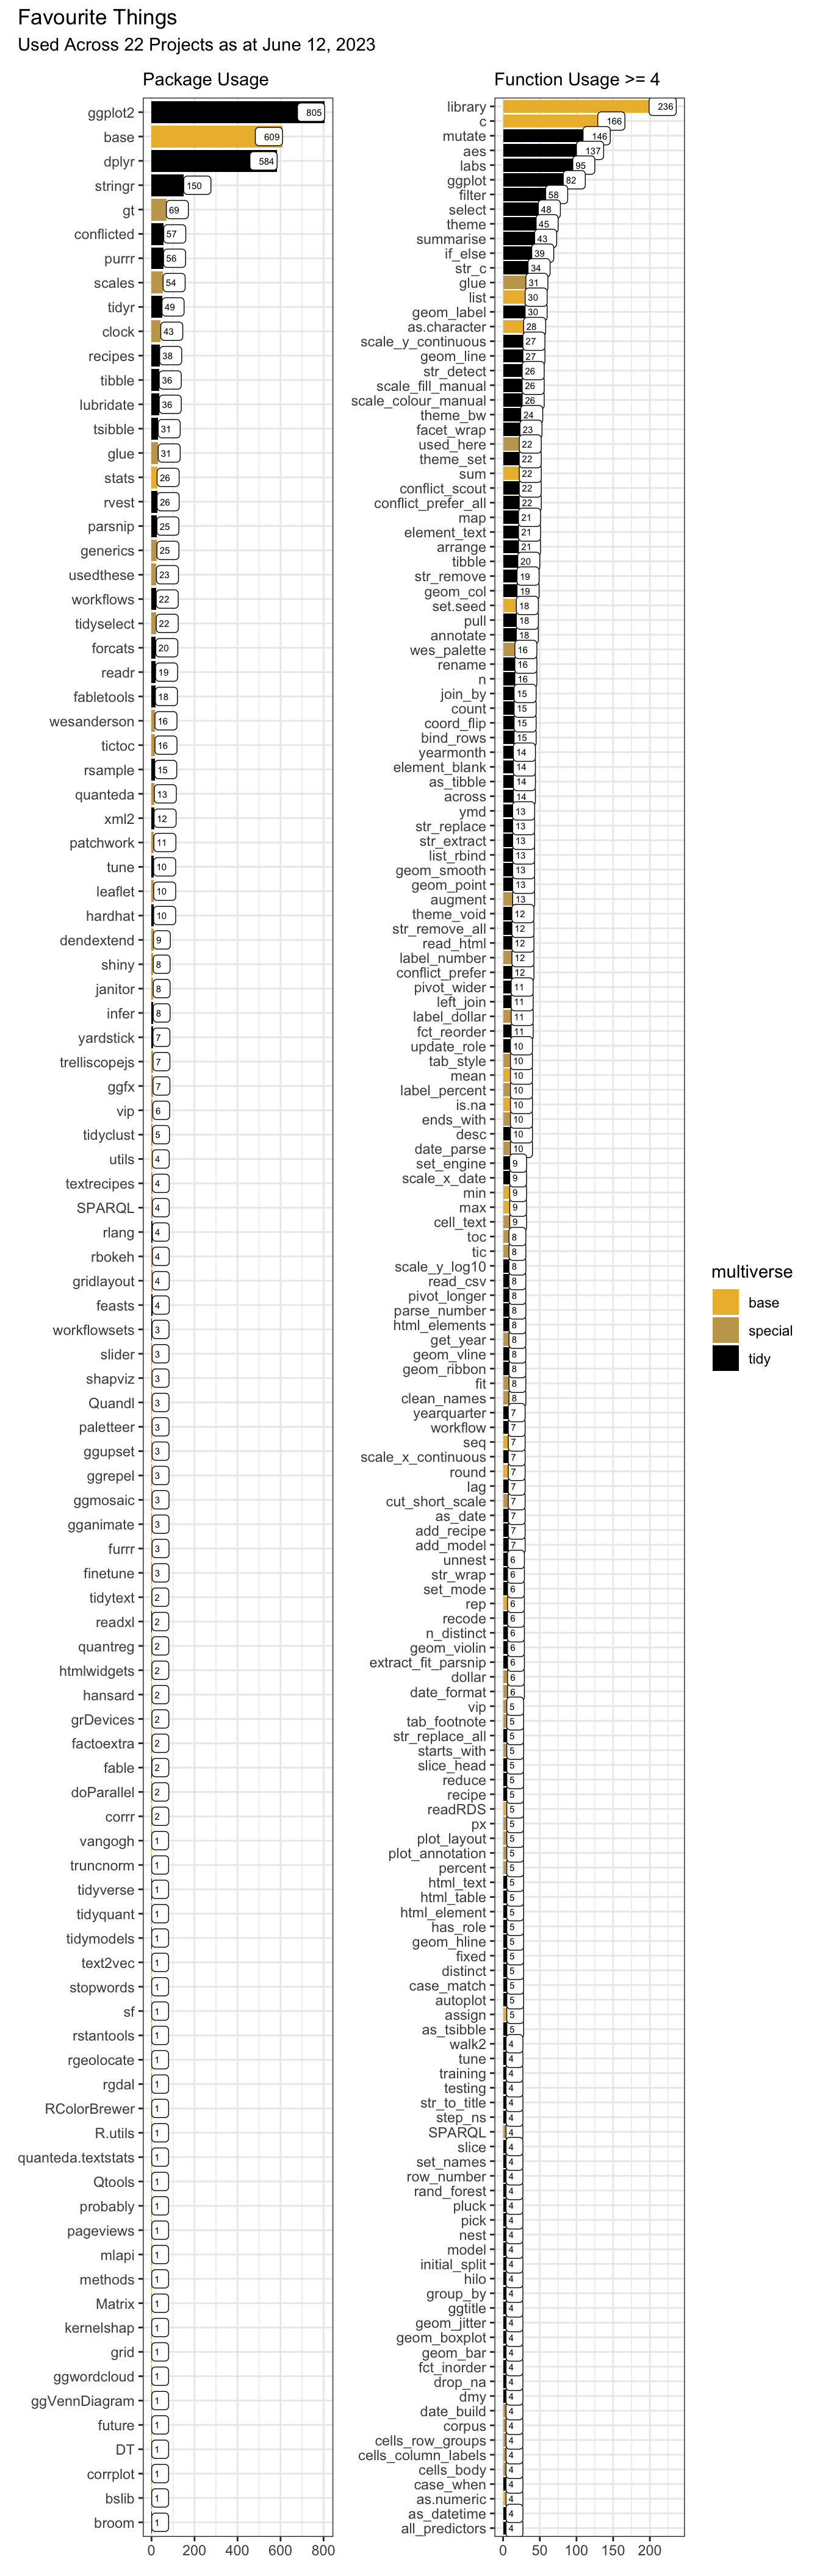 Favourite Things
Used Across 22 Projects as at June 12, 2023
Package Usage
ggplot2 805
base 609
dplyr 584
stringr 150
gt 69
conflicted 57
purrr 56
scales 54
tidyr 49
clock 43
recipes 38
tibble 36
lubridate 36
tsibble 31
glue 31
stats 26
rvest 26
parsnip 25
generics 25
usedthese 23
workflows 22
tidyselect 22
forcats 20
readr 19
fabletools 18
wesanderson 16
tictoc 16
rsample 15
quanteda 13
xml2 12
patchwork 11
tune 10
leaflet 10
hardhat 10
dendextend 9
shiny 8
janitor 8
infer 8
yardstick 7
trelliscopejs 7
ggfx 7
vip 6
tidyclust 5
utils 4
textrecipes 4
SPARQL 4
rlang 4
rbokeh 4
gridlayout 4
feasts 4
workflowsets 3
slider 3
shapviz 3
Quandl 3
paletteer 3
ggupset 3
ggrepel 3
ggmosaic 3
gganimate 3
furrr 3
finetune 3
tidytext 2
readxl 2
quantreg 2
htmlwidgets 2
hansard 2
grDevices 2
factoextra 2
fable 2
doParallel 2
corrr 2
vangogh 1
truncnorm 1
tidyverse 1
tidyquant 1
tidymodels 1
text2vec 1
stopwords 1
sf 1
rstantools 1
rgeolocate 1
rgdal 1
RColorBrewer 1
R.utils 1
quanteda.textstats 1
Qtools 1
probably 1
pageviews 1
mlapi 1
methods 1
Matrix 1
kernelshap 1
grid 1
ggwordcloud 1
ggVennDiagram 1
future 1
DT 1
corrplot 1
bslib 1
broom 1
0 200 400 600 800
Function Usage >= 4
library 236
c 166
mutate 146
aes 137
labs 95
ggplot 82
filter 58
select 48
theme 45
summarise 43
if_else 39
str_c 34
glue 31
list 30
geom_label 30
as.character 28
scale_y_continuous 27
geom_line 27
str_detect 26
scale_fill_manual 26
scale_colour_manual 26
theme_bw 24
facet_wrap 23
used_here 22
theme_set 22
sum 22
conflict_scout 22
conflict_prefer_all 22
map 21
element_text 21
arrange 21
tibble 20
str_remove 19
geom_col 19
set.seed 18
pull 18
annotate 18
wes_palette 16
rename 16
n 16
join_by 15
count 15
coord_flip 15
bind_rows 15
yearmonth 14
element_blank 14
as_tibble 14
across 14
ymd 13
str_replace 13
str_extract 13
list_rbind 13
geom_smooth 13
geom_point 13
augment 13
theme_void 12
str_remove_all 12
read_html 12
label_number 12
conflict_prefer 12
pivot_wider 11
left_join 11
label_dollar 11
fct_reorder 11
update_role 10
tab_style 10
mean 10
label_percent 10
is.na 10
ends_with 10
desc 10
date_parse 10
set_engine 9
scale_x_date 9
min 9
max 9
cell_text 9
toc 8
tic 8
scale_y_log10 8
read_csv 8
pivot_longer 8
parse_number 8
html_elements 8
get_year 8
geom_vline 8
geom_ribbon 8
fit 8
clean_names 8
yearquarter 7
workflow 7
seq 7
scale_x_continuous 7
round 7
lag 7
cut_short_scale 7
as_date 7
add_recipe 7
add_model 7
unnest 6
str_wrap 6
set_mode 6
rep 6
recode 6
n_distinct 6
geom_violin 6
extract_fit_parsnip 6
dollar 6
date_format 6
vip 5
tab_footnote 5
str_replace_all 5
starts_with 5
slice_head 5
reduce 5
recipe 5
readRDS 5
px 5
plot_layout 5
plot_annotation 5
percent 5
html_text 5
html_table 5
html_element 5
has_role 5
geom_hline 5
fixed 5
distinct 5
case_match 5
autoplot 5
assign 5
as_tsibble 5
walk2 4
tune 4
training 4
testing 4
str_to_title 4
step_ns 4
SPARQL 4
slice 4
set_names 4
row_number 4
rand_forest 4
pluck 4
pick 4
nest 4
model 4
initial_split 4
hilo 4
group_by 4
ggtitle 4
geom_jitter 4
geom_boxplot 4
geom_bar 4
fct_inorder 4
drop_na 4
dmy 4
date_build 4
corpus 4
cells_row_groups 4
cells_column_labels 4
cells_body 4
case_when 4
as.numeric 4
as_datetime 4
all_predictors 4
0 50 100 150 200
multiverse
base
special
tidy